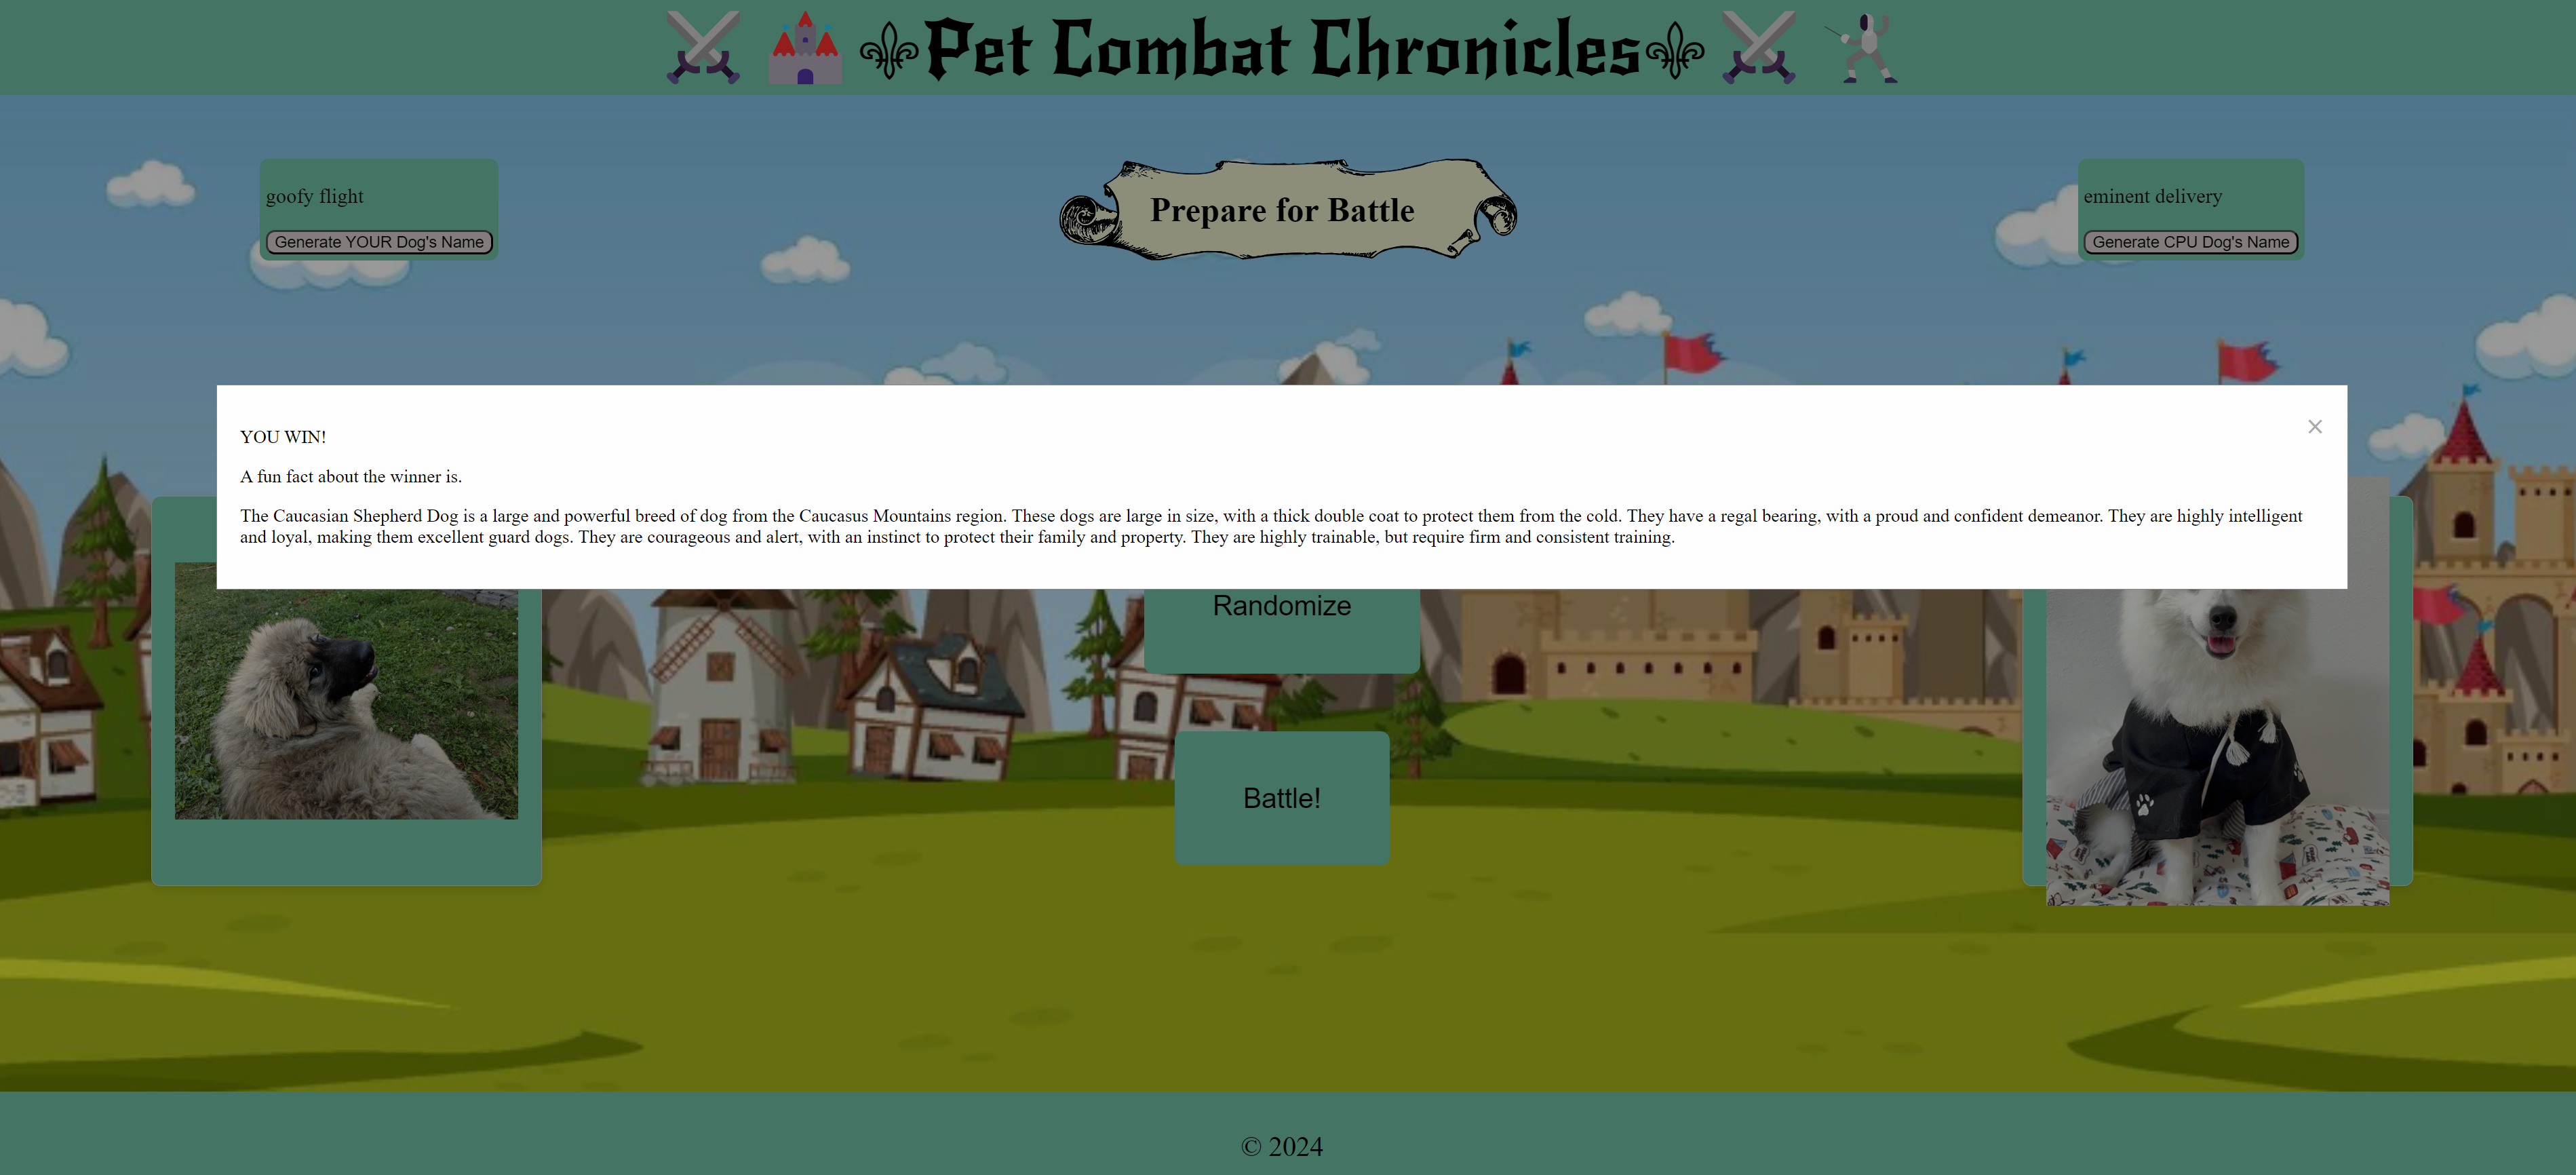 Pet Combat Chronicles
goofy flight
Generate YOUR Dog's Name
Prepare for Battle
eminent delivery
Generate CPU Dog's Name
×
YOU WIN!
A fun fact about the winner is.
The Caucasian Shepherd Dog is a large and powerful breed of dog from the Caucasus Mountains region. These dogs are large in size, with a thick double coat to protect them from the cold. They have a regal bearing, with a proud and confident demeanor. They are highly intelligent
and loyal, making them excellent guard dogs. They are courageous and alert, with an instinct to protect their family and property. They are highly trainable, but require firm and consistent training.
Randomize
Battle!
© 2024